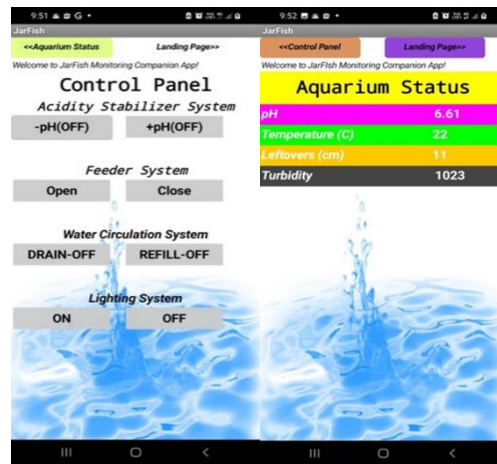 9:51
JarFish
<<Aquarium Status Landing Page>>
Welcome to JarFish Monitoring Companion App!
Control Panel
Acidity Stabilizer System
-pH(OFF) +pH(OFF)
Feeder System
Open Close
Water Circulation System
DRAIN-OFF REFILL-OFF
Lighting System
ON OFF
9:52
JarFish
<<Control Panel Landing Page>>
Welcome to JarFish Monitoring Companion App!
Aquarium Status
pH 6.61
Temperature (C) 22
Leftovers (cm) 11
Turbidity 1023